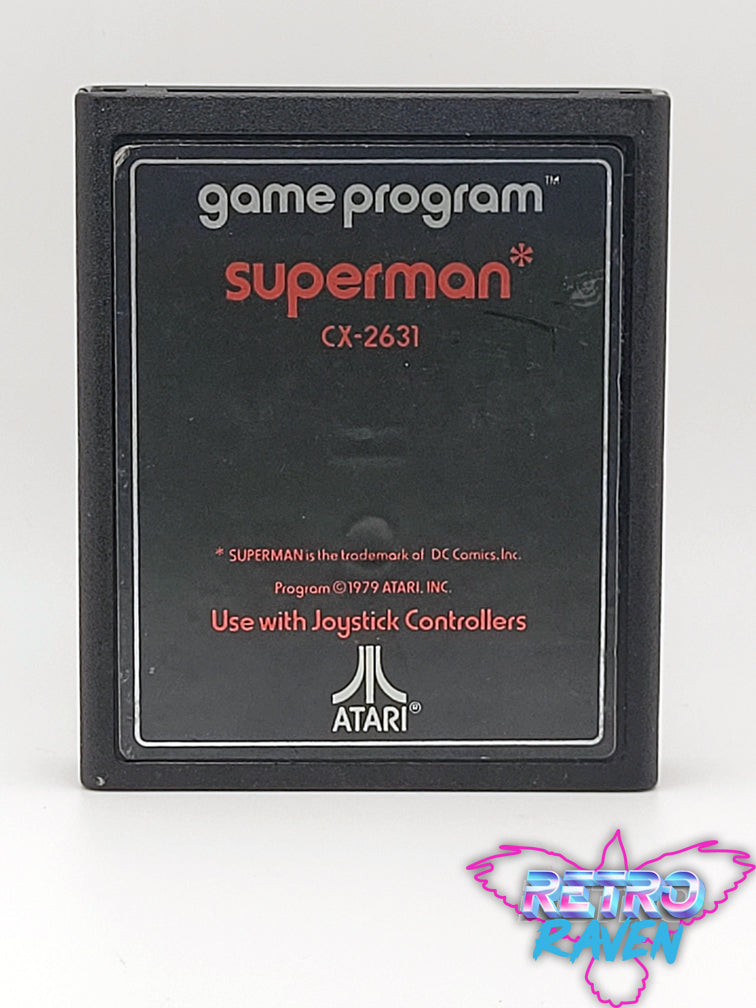 game program™
superman*
CX-2631
* SUPERMAN is the trademark of DC Comics, Inc.
Program © 1979 ATARI, INC.
Use with Joystick Controllers
ATARI®
RETRO
RAVEN